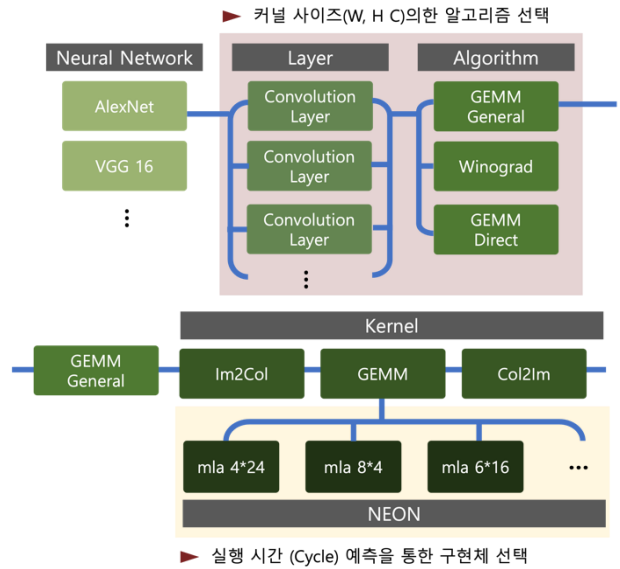 ► 커널 사이즈(W, H C)의한 알고리즘 선택
Neural Network
Layer
Algorithm
AlexNet
Convolution
Layer
GEMM
General
VGG 16
Convolution
Layer
Winograd
⋮
Convolution
Layer
GEMM
Direct
⋮
Kernel
GEMM
General
Im2Col
GEMM
Col2Im
mla 4*24
mla 8*4
mla 6*16
⋯
NEON
► 실행 시간 (Cycle) 예측을 통한 구현체 선택